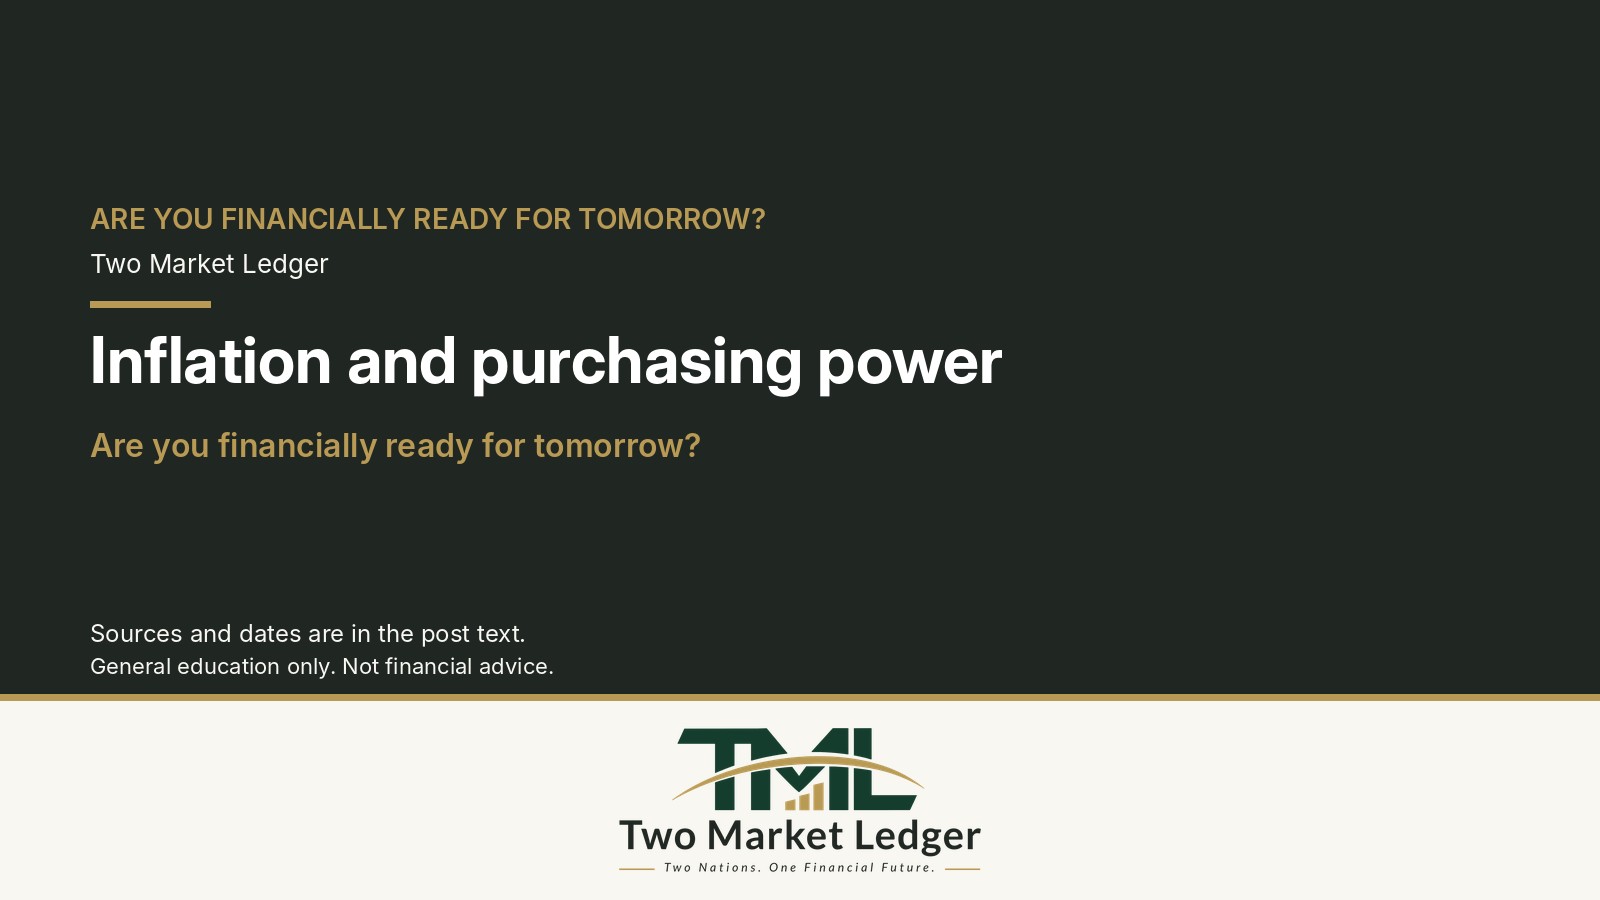 ARE YOU FINANCIALLY READY FOR TOMORROW?
Two Market Ledger
Inflation and purchasing power
Are you financially ready for tomorrow?
Sources and dates are in the post text.
General education only. Not financial advice.
TML
Two Market Ledger
Two Nations. One Financial Future.